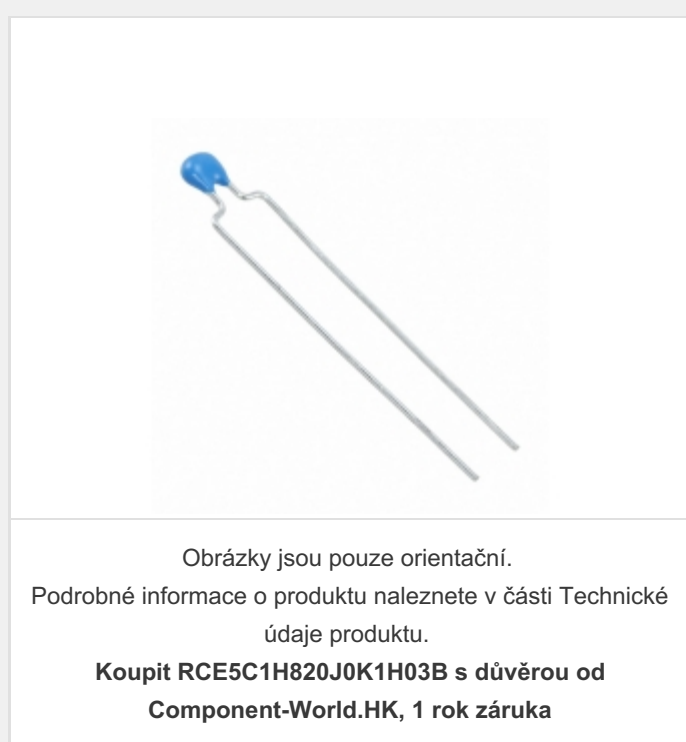 Obrázky jsou pouze orientační.
Podrobné informace o produktu naleznete v části Technické
údaje produktu.
Koupit RCE5C1H820J0K1H03B s důvěrou od
Component-World.HK, 1 rok záruka